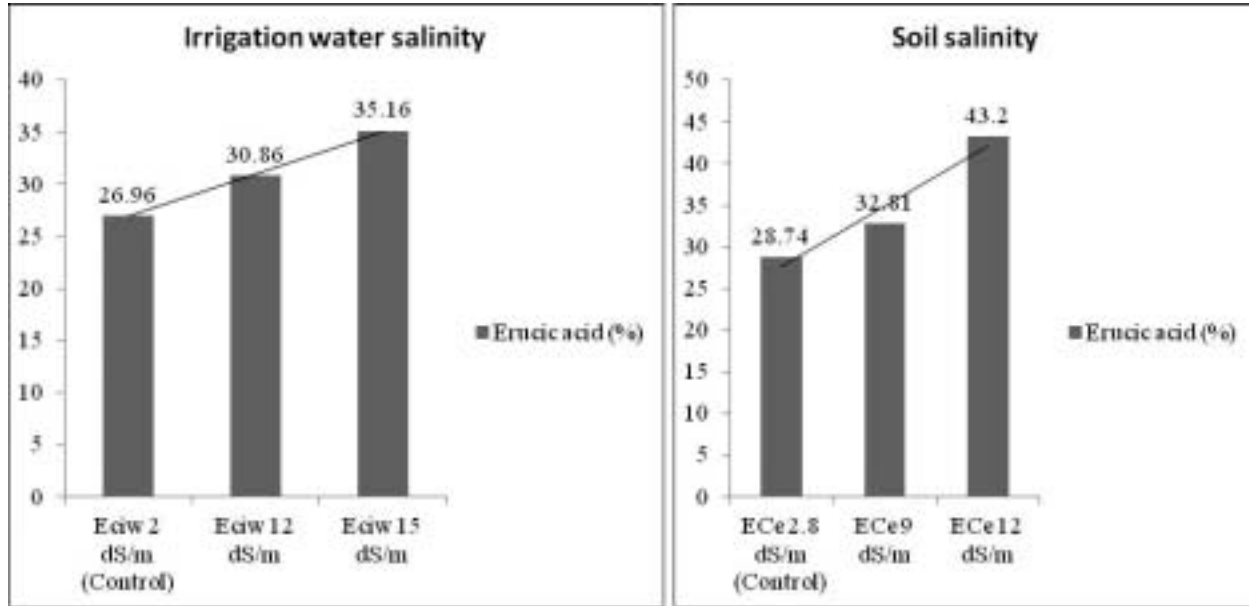 Irrigation water salinity
40
35
30
25
20
15
10
5
0
26.96
30.86
35.16
Eciw 2
dS/m
(Control)
Eciw 12
dS/m
Eciw 15
dS/m
Erucic acid (%)
Soil salinity
50
45
40
35
30
25
20
15
10
5
0
28.74
32.81
43.2
ECe 2.8
dS/m
(Control)
ECe 9
dS/m
ECe 12
dS/m
Erucic acid (%)